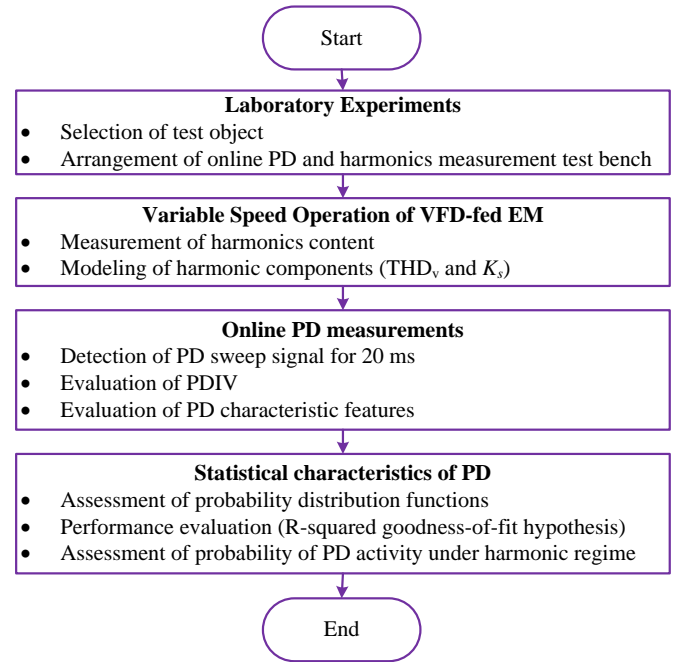 Start
Laboratory Experiments
• Selection of test object
• Arrangement of online PD and harmonics measurement test bench
Variable Speed Operation of VFD-fed EM
• Measurement of harmonics content
• Modeling of harmonic components (THDv and Ks)
Online PD measurements
• Detection of PD sweep signal for 20 ms
• Evaluation of PDIV
• Evaluation of PD characteristic features
Statistical characteristics of PD
• Assessment of probability distribution functions
• Performance evaluation (R-squared goodness-of-fit hypothesis)
• Assessment of probability of PD activity under harmonic regime
End